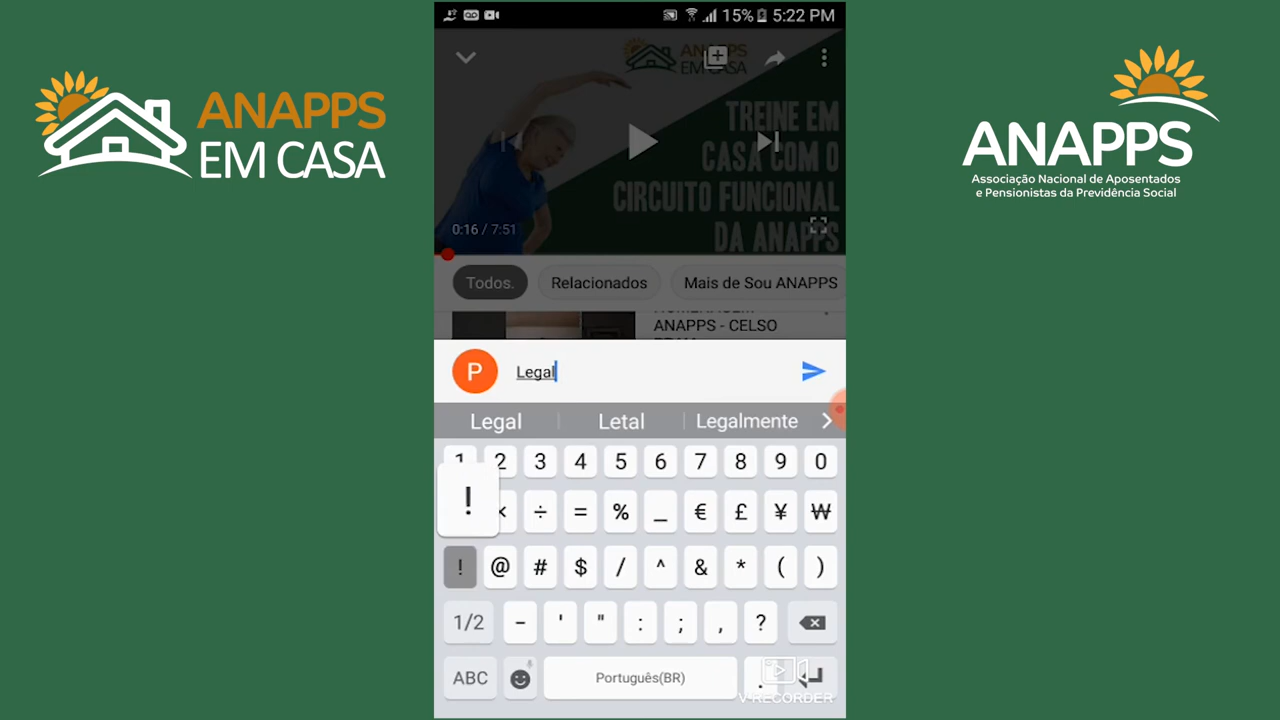 ANAPPS
EM CASA
ANAPPS
Associação Nacional de Aposentados
e Pensionistas da Previdência Social
15% 5:22 PM
ANAPPS
EM CASA
TREINE EM
CASA COM O
CIRCUITO FUNCIONAL
DA ANAPPS
0:16 / 7:51
Todos.
Relacionados
Mais de Sou ANAPPS
ANAPPS - CELSO
P
Legal
Legal
Letal
Legalmente
1 2 3 4 5 6 7 8 9 0
!
× ÷ = % _ € £ ¥ ₩
! @ # $ / ^ & * ( )
1/2 - ' " : ; , ?
ABC
Português(BR)
.
V RECORDER